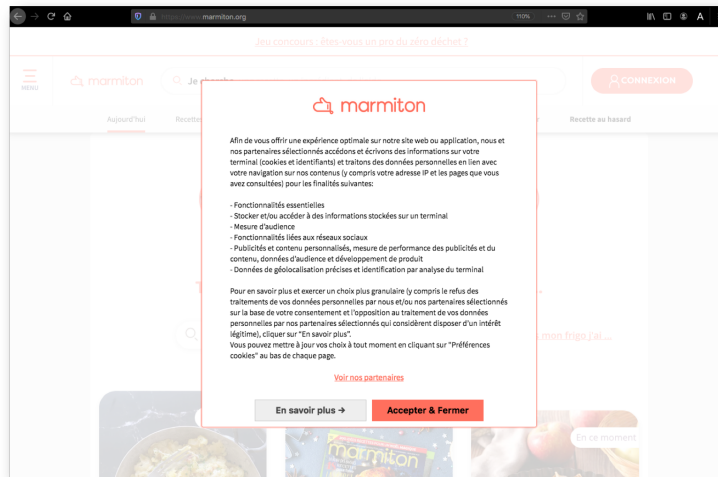 https://www.marmiton.org
110%
Jeu concours : êtes-vous un pro du zéro déchet !
MENU
marmiton
Je cherche
CONNEXION
Aujourd'hui
Recettes
Recette au hasard
marmiton
Afin de vous offrir une expérience optimale sur notre site web ou application, nous et
nos partenaires sélectionnés accédons et écrivons des informations sur votre
terminal (cookies et identifiants) et traitons des données personnelles en lien avec
votre navigation sur nos contenus (y compris votre adresse IP et les pages que vous
avez consultées) pour les finalités suivantes:
- Fonctionnalités essentielles
- Stocker et/ou accéder à des informations stockées sur un terminal
- Mesure d'audience
- Fonctionnalités liées aux réseaux sociaux
- Publicités et contenu personnalisés, mesure de performance des publicités et du
contenu, données d'audience et développement de produit
- Données de géolocalisation précises et identification par analyse du terminal
Pour en savoir plus et exercer un choix plus granulaire (y compris le refus des
traitements de vos données personnelles par nous et/ou nos partenaires sélectionnés
sur la base de votre consentement et l'opposition au traitement de vos données
personnelles par nos partenaires sélectionnés qui considèrent disposer d'un intérêt
légitime), cliquer sur "En savoir plus".
Vous pouvez mettre à jour vos choix à tout moment en cliquant sur "Préférences
cookies" au bas de chaque page.
mon frigo j'ai...
Voir nos partenaires
En savoir plus →
Accepter & Fermer
En ce moment
marmiton